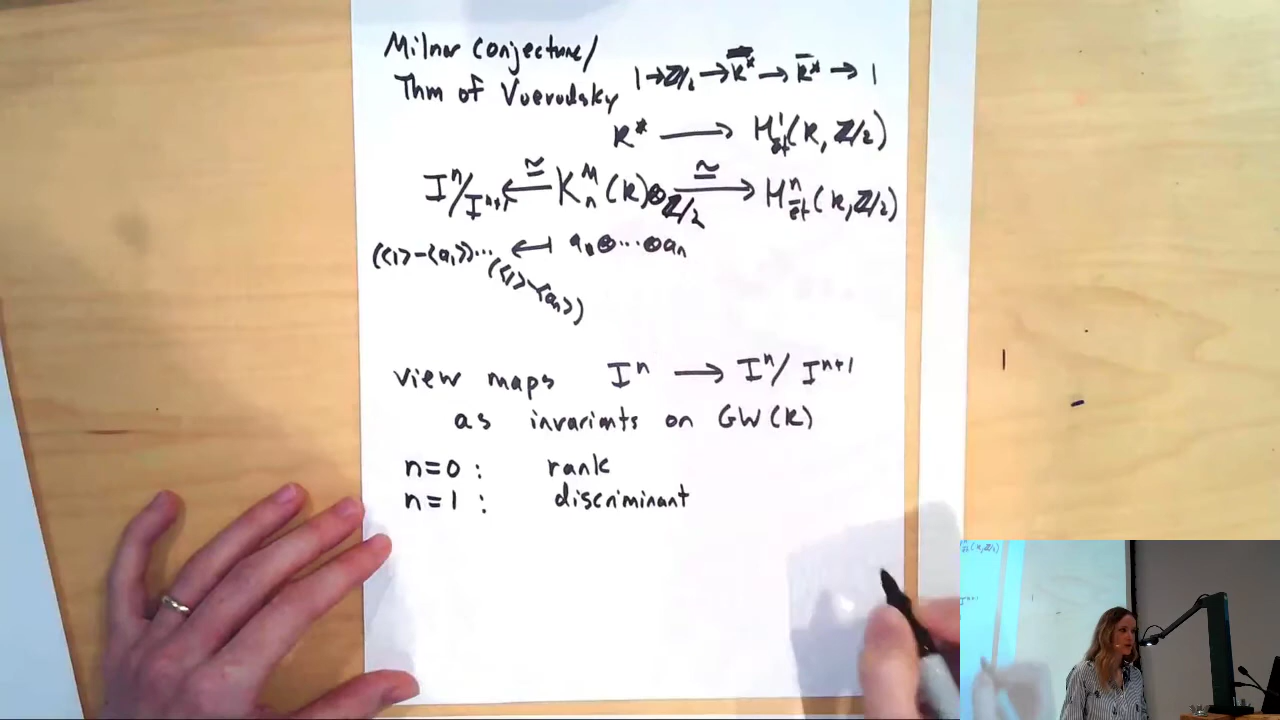 Milnor conjecture/
Thm of Voevodsky
1 → Z/2 → k̄* → k̄* → 1
k* ⟶ H¹ét(k, Z/2)
Iⁿ/Iⁿ⁺¹ ≅⟵ Kₙᴹ(k)⊗Z/2 ≅⟶ Hⁿét(k, Z/2)
(<1>-<a₁>)... (<1>-<aₙ>) ⟻ a₁⊗...⊗aₙ
view maps Iⁿ ⟶ Iⁿ/Iⁿ⁺¹
as invariants on GW(k)
n=0: rank
n=1: discriminant